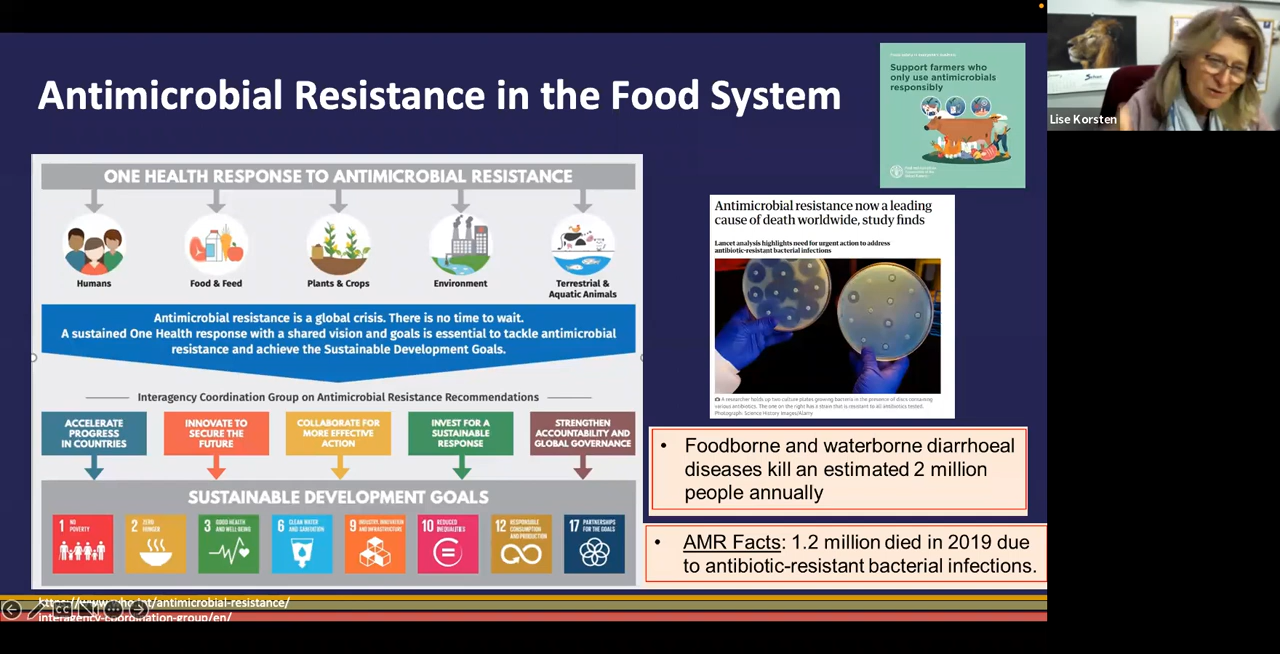 Antimicrobial Resistance in the Food System
Support farmers who
only use antimicrobials
responsibly
Lise Korsten
ONE HEALTH RESPONSE TO ANTIMICROBIAL RESISTANCE
Humans
Food & Feed
Plants & Crops
Environment
Terrestrial &
Aquatic Animals
Antimicrobial resistance is a global crisis. There is no time to wait.
A sustained One Health response with a shared vision and goals is essential to tackle antimicrobial
resistance and achieve the Sustainable Development Goals.
Interagency Coordination Group on Antimicrobial Resistance Recommendations
ACCELERATE
PROGRESS
IN COUNTRIES
INNOVATE TO
SECURE THE
FUTURE
COLLABORATE FOR
MORE EFFECTIVE
ACTION
INVEST FOR A
SUSTAINABLE
RESPONSE
STRENGTHEN
ACCOUNTABILITY AND
GLOBAL GOVERNANCE
SUSTAINABLE DEVELOPMENT GOALS
1 NO
POVERTY
2 ZERO
HUNGER
3 GOOD HEALTH
AND WELL-BEING
6 CLEAN WATER
AND SANITATION
9 INDUSTRY, INNOVATION
AND INFRASTRUCTURE
10 REDUCED
INEQUALITIES
12 RESPONSIBLE
CONSUMPTION
AND PRODUCTION
17 PARTNERSHIPS
FOR THE GOALS
Antimicrobial resistance now a leading
cause of death worldwide, study finds
Lancet analysis highlights need for urgent action to address
antibiotic-resistant bacterial infections
A researcher holds up two culture plates growing bacteria in the presence of discs containing
various antibiotics. The one on the right has a strain that is resistant to all antibiotics tested.
Photograph: Science History Images/Alamy
• Foodborne and waterborne diarrhoeal
diseases kill an estimated 2 million
people annually
• AMR Facts: 1.2 million died in 2019 due
to antibiotic-resistant bacterial infections.
https://www.who.int/antimicrobial-resistance/
interagency-coordination-group/en/